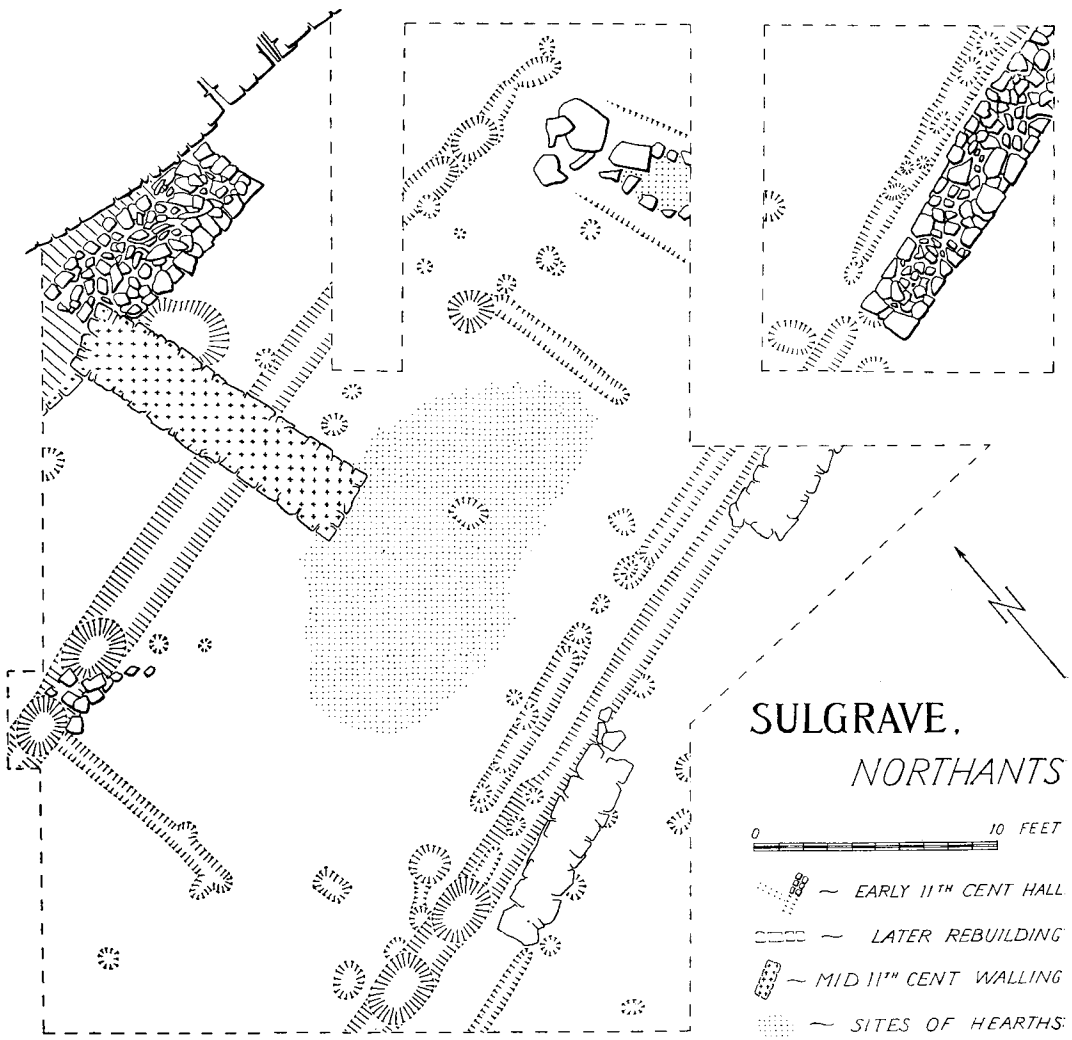 N
SULGRAVE.
NORTHANTS
0 10 FEET
~ EARLY 11TH CENT HALL
~ LATER REBUILDING
~ MID 11TH CENT WALLING
~ SITES OF HEARTHS